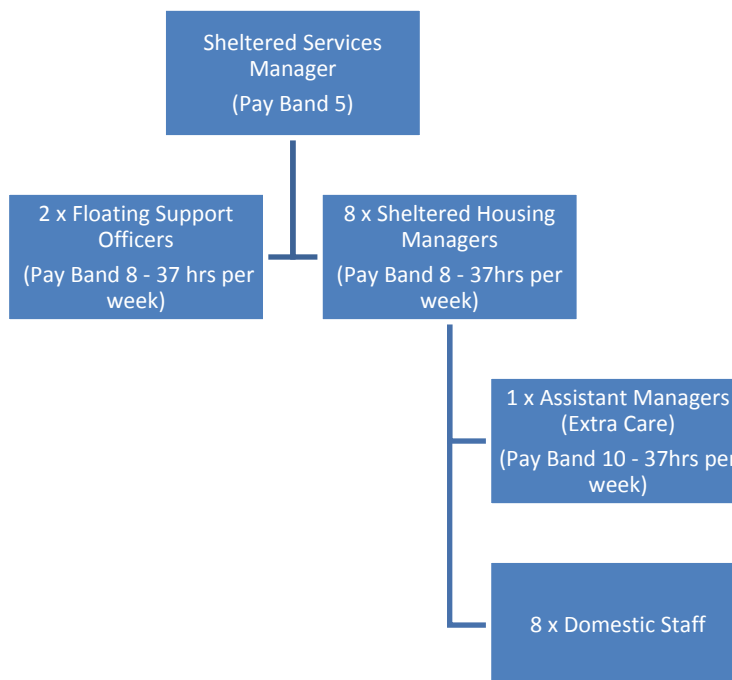 Sheltered Services
Manager
(Pay Band 5)
2 x Floating Support
Officers
(Pay Band 8 - 37 hrs per
week)
8 x Sheltered Housing
Managers
(Pay Band 8 - 37hrs per
week)
1 x Assistant Managers
(Extra Care)
(Pay Band 10 - 37hrs per
week)
8 x Domestic Staff